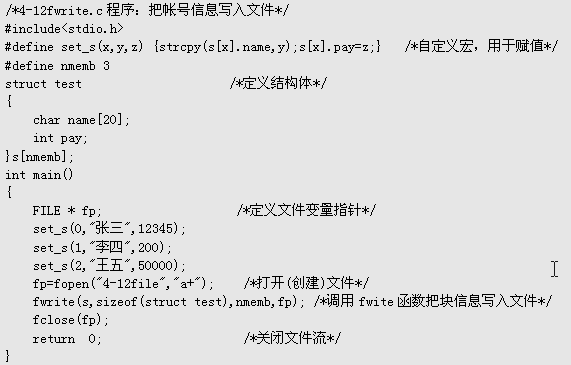 /*4-12fwrite.c 程序：把帐号信息写入文件*/
#include<stdio.h>
#define set_s(x,y,z) {strcpy(s[x].name,y);s[x].pay=z;} /*自定义宏，用于赋值*/
#define nmemb 3
struct test /*定义结构体*/
{
char name[20];
int pay;
}s[nmemb];
int main()
{
FILE * fp; /*定义文件变量指针*/
set_s(0,"张三",12345);
set_s(1,"李四",200);
set_s(2,"王五",50000);
fp=fopen("4-12file","a+"); /*打开(创建)文件*/
fwrite(s,sizeof(struct test),nmemb,fp); /*调用 fwite 函数把块信息写入文件*/
fclose(fp);
return 0; /*关闭文件流*/
}